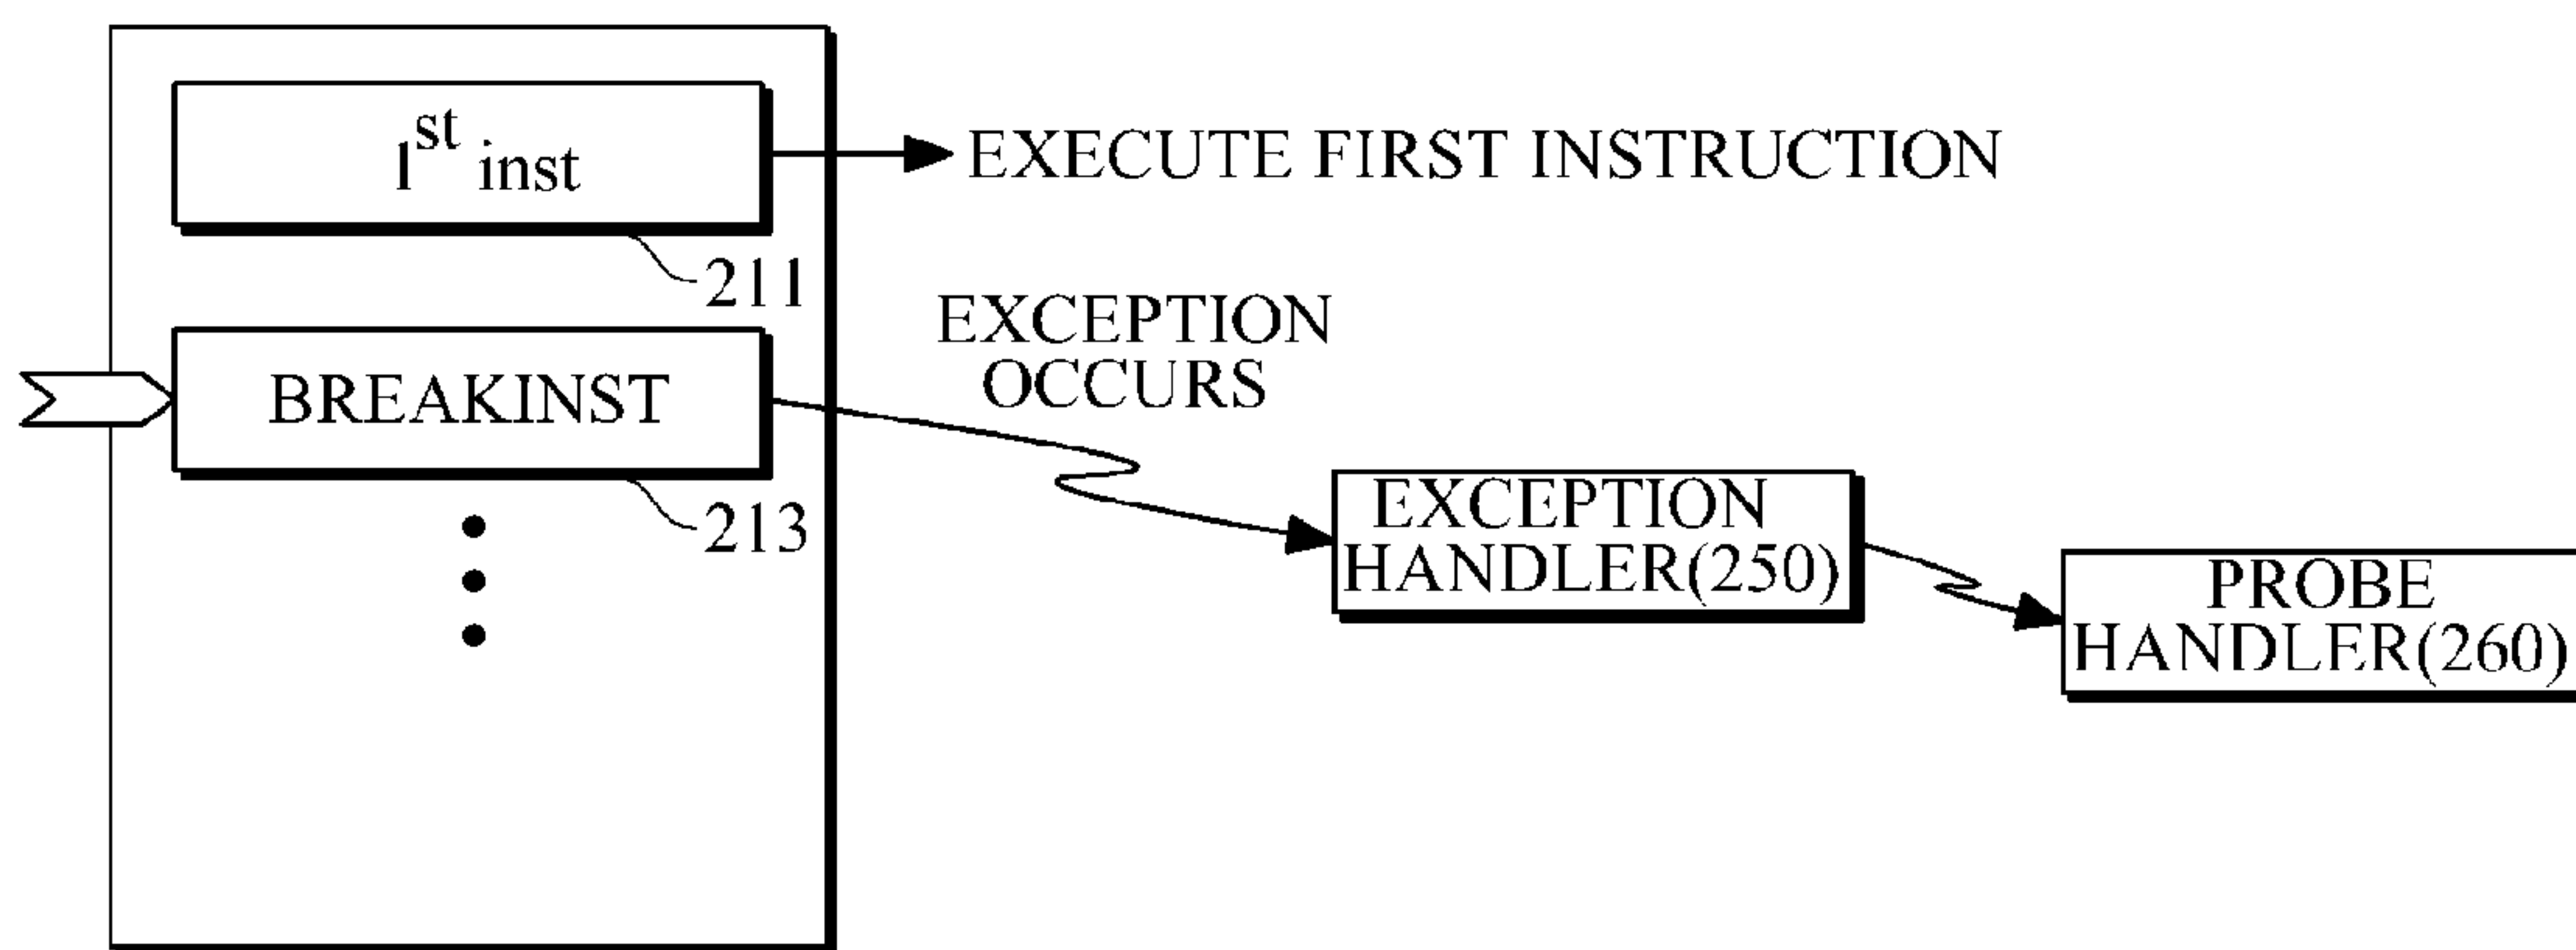 1st inst
EXECUTE FIRST INSTRUCTION
211
EXCEPTION
OCCURS
BREAKINST
213
EXCEPTION
HANDLER(250)
PROBE
HANDLER(260)